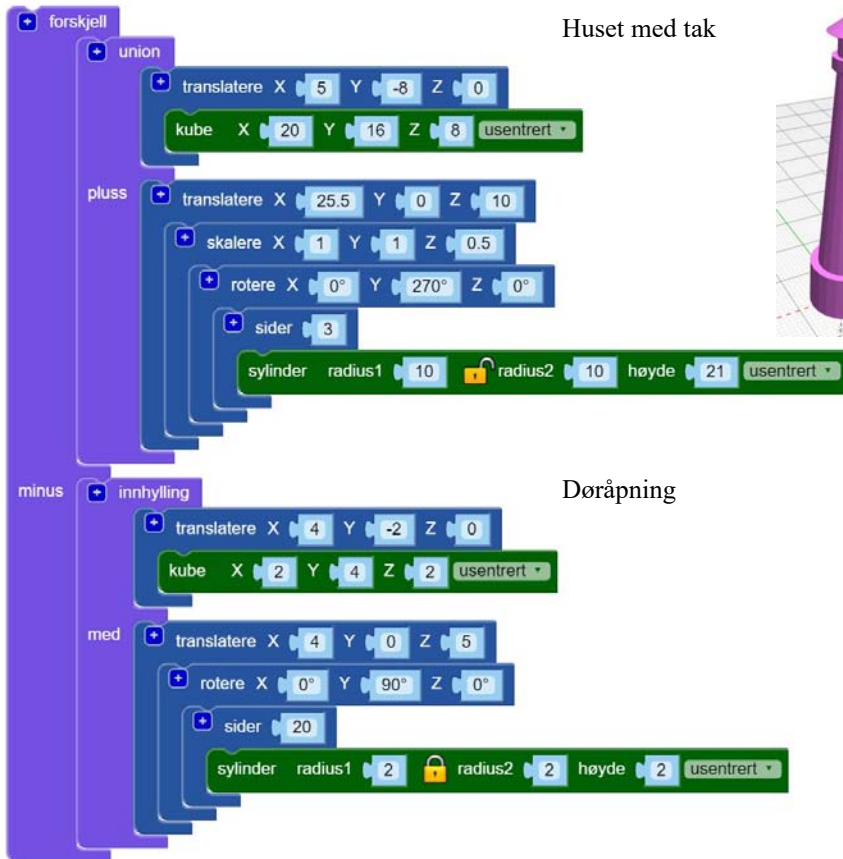 forskjell
Huset med tak
union
translatere X 5 Y -8 Z 0
kube X 20 Y 16 Z 8 usentrert
pluss translatere X 25.5 Y 0 Z 10
skalere X 1 Y 1 Z 0.5
rotere X 0° Y 270° Z 0°
sider 3
sylinder radius1 10 radius2 10 høyde 21 usentrert
minus innhylling
Døråpning
translatere X 4 Y -2 Z 0
kube X 2 Y 4 Z 2 usentrert
med translatere X 4 Y 0 Z 5
rotere X 0° Y 90° Z 0°
sider 20
sylinder radius1 2 radius2 2 høyde 2 usentrert